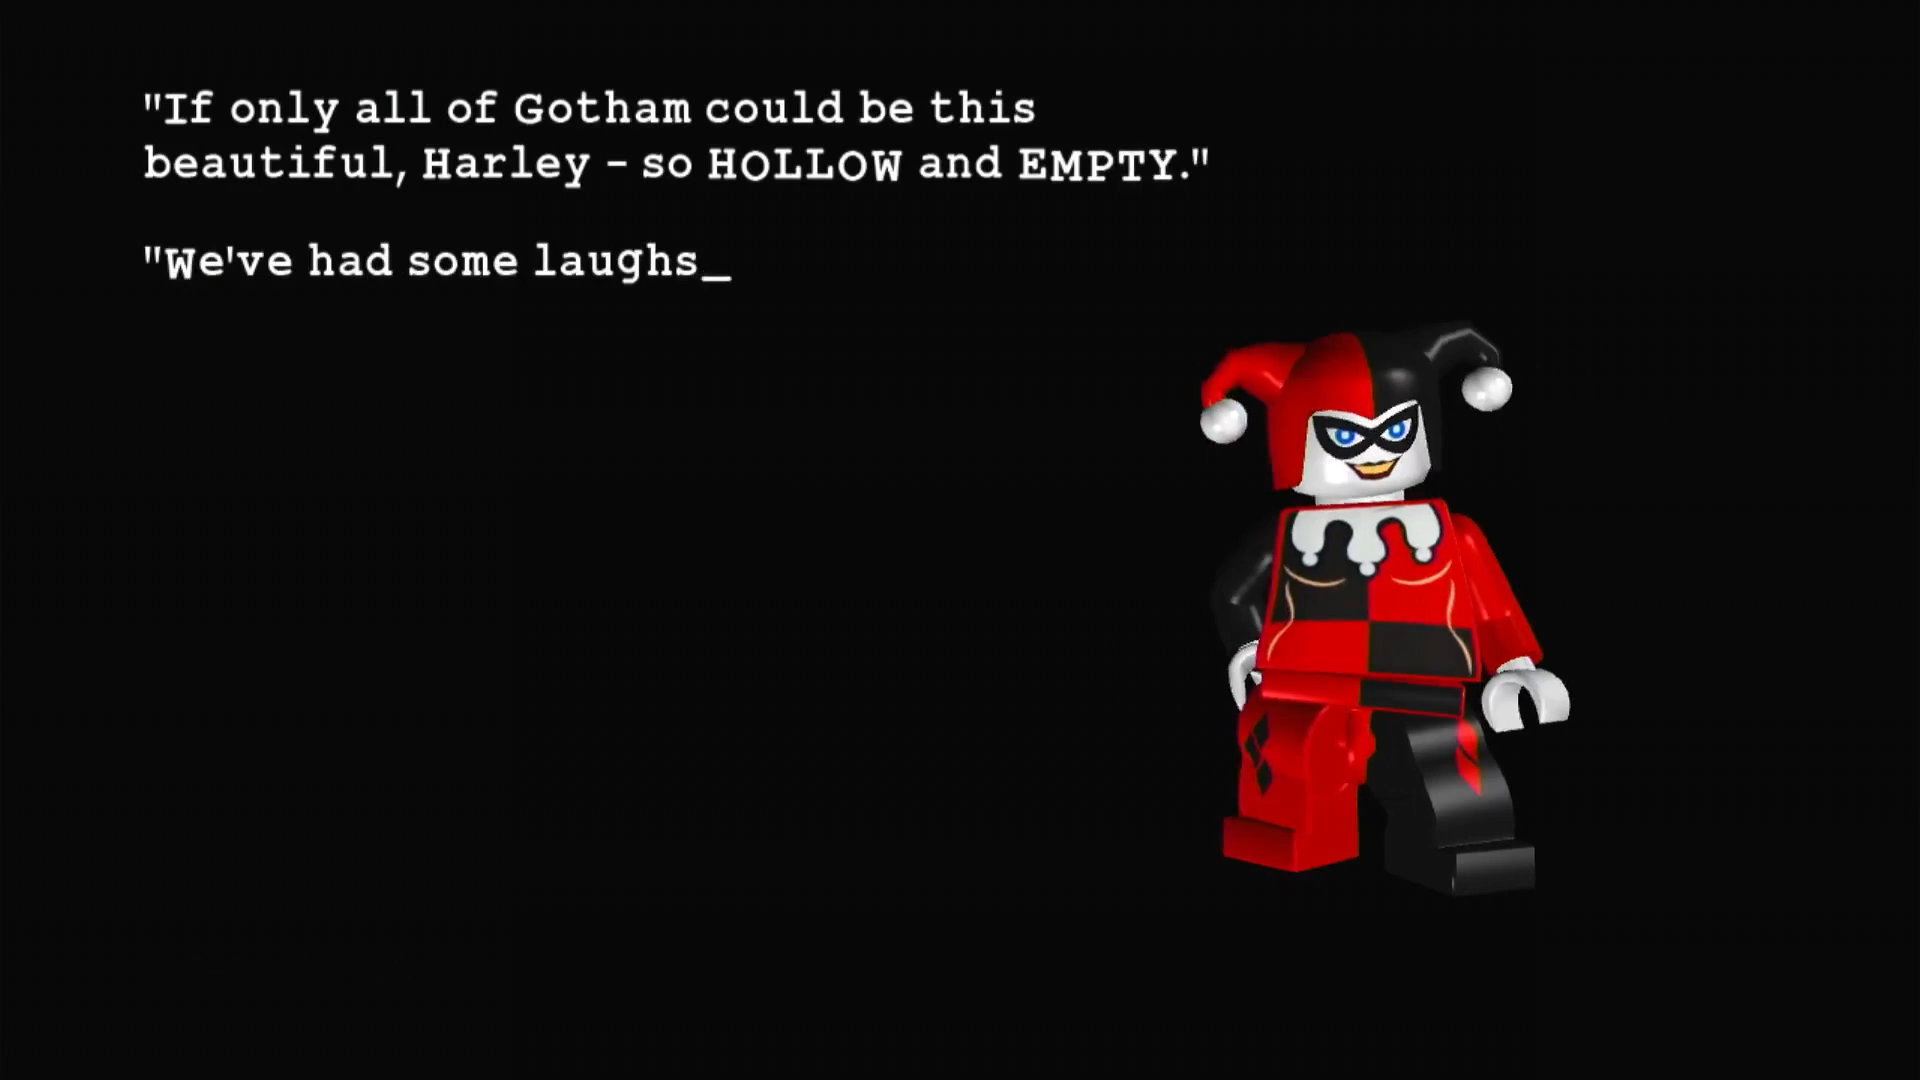 "If only all of Gotham could be this
beautiful, Harley - so HOLLOW and EMPTY."
"We've had some laughs_